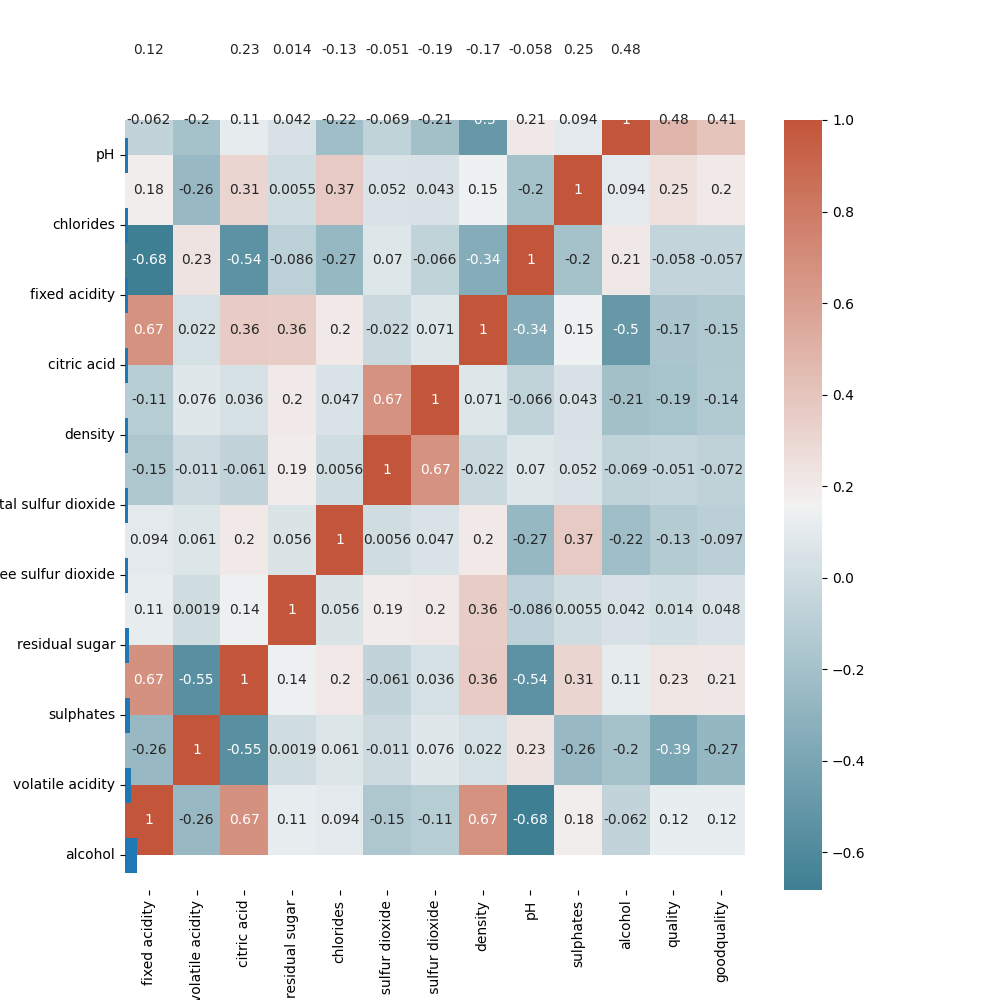 0.12 0.23 0.014 -0.13 -0.051 -0.19 -0.17 -0.058 0.25 0.48
-0.062 -0.2 0.11 0.042 -0.22 -0.069 -0.21 -0.5 0.21 0.094 1 0.48 0.41
pH
0.18 -0.26 0.31 0.0055 0.37 0.052 0.043 0.15 -0.2 1 0.094 0.25 0.2
chlorides
-0.68 0.23 -0.54 -0.086 -0.27 0.07 -0.066 -0.34 1 -0.2 0.21 -0.058 -0.057
fixed acidity
0.67 0.022 0.36 0.36 0.2 -0.022 0.071 1 -0.34 0.15 -0.5 -0.17 -0.15
citric acid
-0.11 0.076 0.036 0.2 0.047 0.67 1 0.071 -0.066 0.043 -0.21 -0.19 -0.14
density
-0.15 -0.011 -0.061 0.19 0.0056 1 0.67 -0.022 0.07 0.052 -0.069 -0.051 -0.072
tal sulfur dioxide
0.094 0.061 0.2 0.056 1 0.0056 0.047 0.2 -0.27 0.37 -0.22 -0.13 -0.097
ee sulfur dioxide
0.11 0.0019 0.14 1 0.056 0.19 0.2 0.36 -0.086 0.0055 0.042 0.014 0.048
residual sugar
0.67 -0.55 1 0.14 0.2 -0.061 0.036 0.36 -0.54 0.31 0.11 0.23 0.21
sulphates
-0.26 1 -0.55 0.0019 0.061 -0.011 0.076 0.022 0.23 -0.26 -0.2 -0.39 -0.27
volatile acidity
1 -0.26 0.67 0.11 0.094 -0.15 -0.11 0.67 -0.68 0.18 -0.062 0.12 0.12
alcohol
fixed acidity
volatile acidity
citric acid
residual sugar
chlorides
sulfur dioxide
sulfur dioxide
density
pH
sulphates
alcohol
quality
goodquality
1.0
0.8
0.6
0.4
0.2
0.0
−0.2
−0.4
−0.6